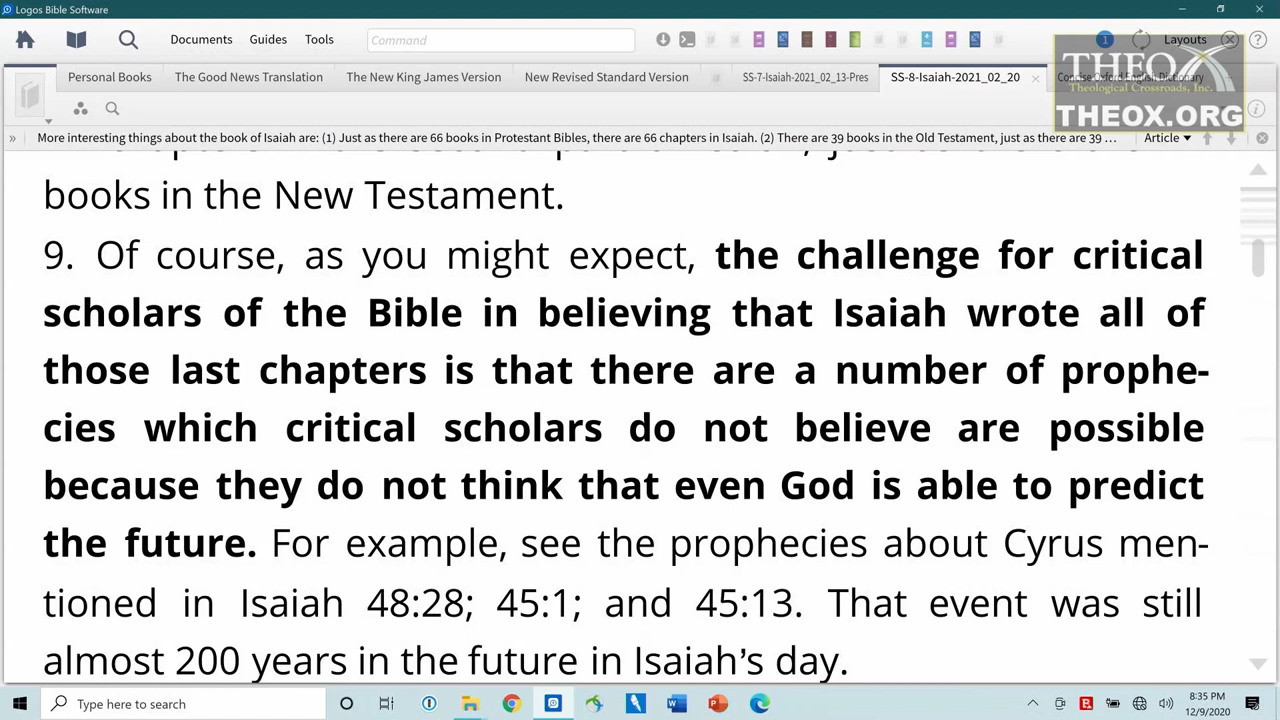 Logos Bible Software
Documents Guides Tools Command 1 Layouts
THEOX
Theological Crossroads, Inc.
THEOX.ORG
Personal Books The Good News Translation The New King James Version New Revised Standard Version SS-7-Isaiah-2021_02_13-Pres SS-8-Isaiah-2021_02_20 Concise Oxford English Dictionary
» More interesting things about the book of Isaiah are: (1) Just as there are 66 books in Protestant Bibles, there are 66 chapters in Isaiah. (2) There are 39 books in the Old Testament, just as there are 39 ... Article
books in the New Testament.
9. Of course, as you might expect, the challenge for critical
scholars of the Bible in believing that Isaiah wrote all of
those last chapters is that there are a number of prophe-
cies which critical scholars do not believe are possible
because they do not think that even God is able to predict
the future. For example, see the prophecies about Cyrus men-
tioned in Isaiah 48:28; 45:1; and 45:13. That event was still
almost 200 years in the future in Isaiah's day.
Type here to search
8:35 PM
12/9/2020